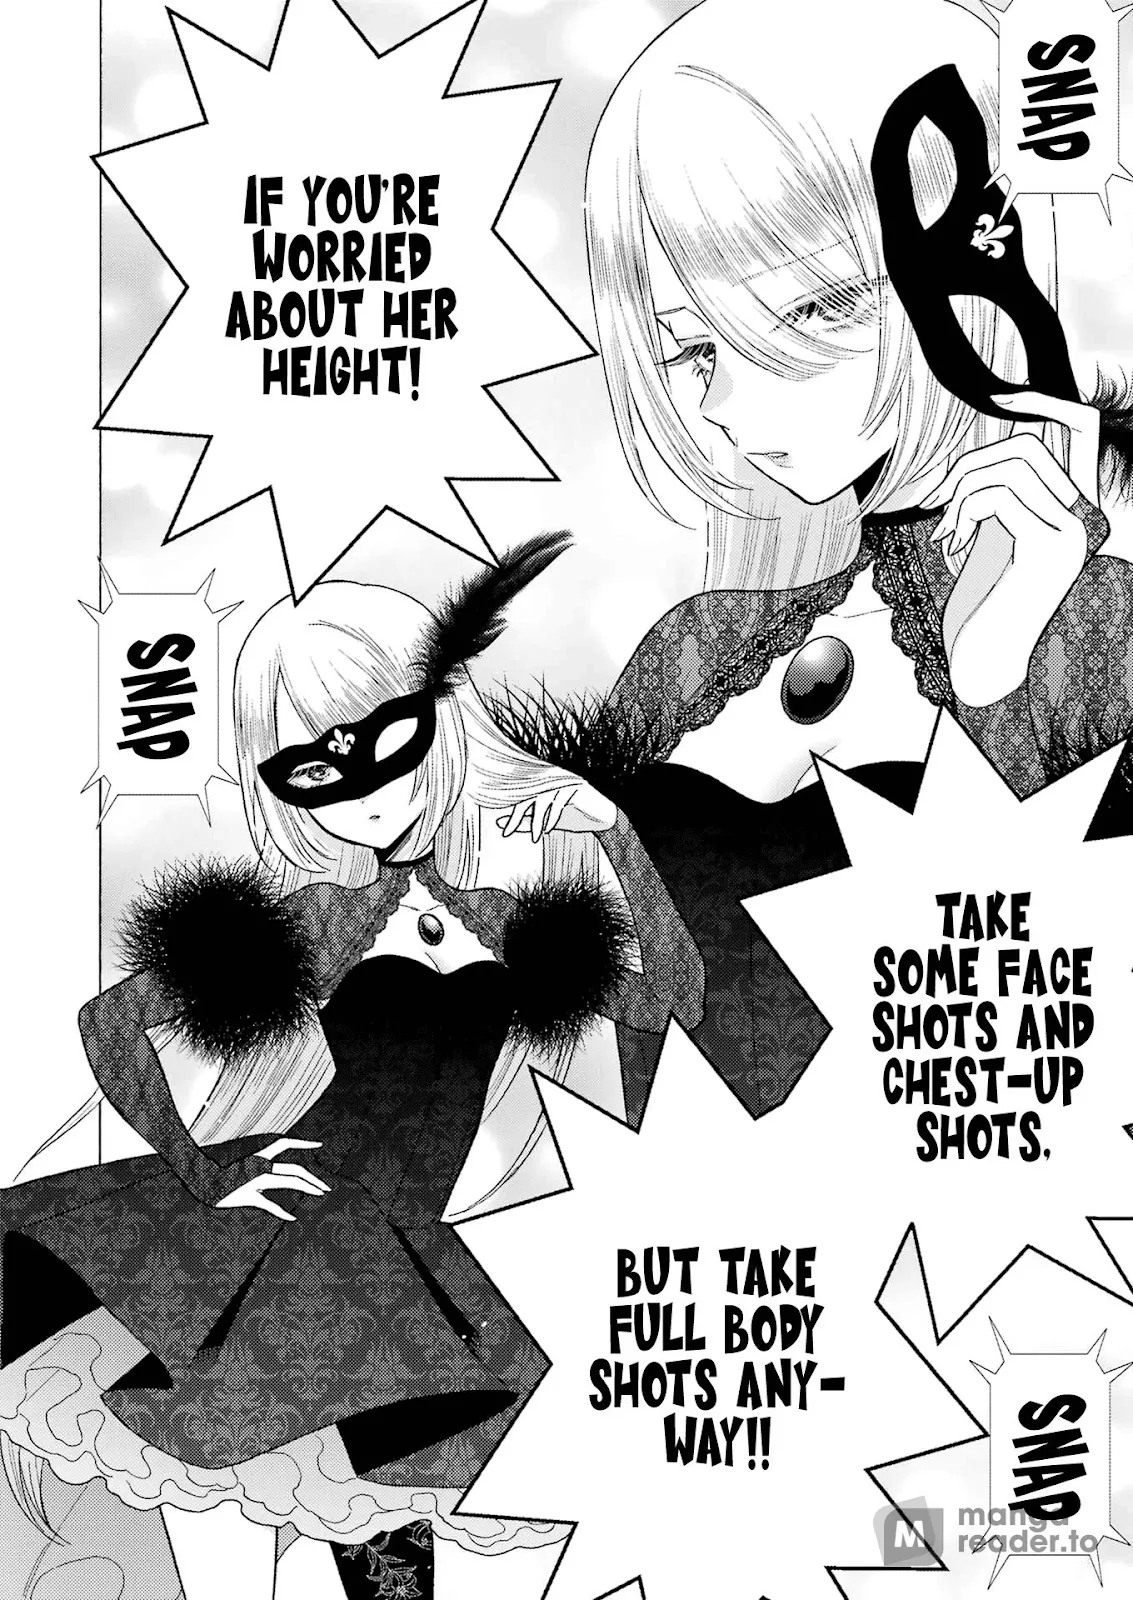 SNAP
IF YOU'RE
WORRIED
ABOUT HER
HEIGHT!
SNAP
TAKE
SOME FACE
SHOTS AND
CHEST-UP
SHOTS,
BUT TAKE
FULL BODY
SHOTS ANY-
WAY!!
SNAP
M manga
reader.to